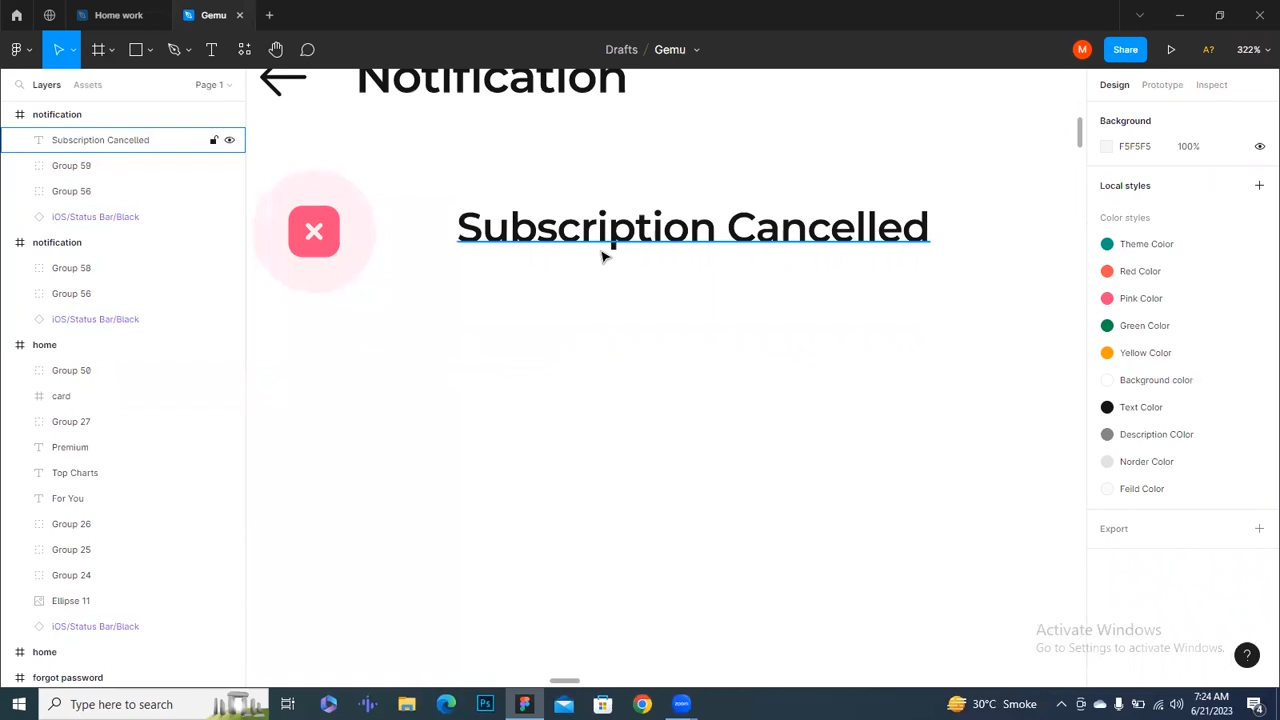 Home work
Gemu
Drafts / Gemu
M
Share
A?
322%
Layers
Assets
Page 1
Design
Prototype
Inspect
notification
Subscription Cancelled
Group 59
Group 56
iOS/Status Bar/Black
notification
Group 58
Group 56
iOS/Status Bar/Black
home
Group 50
card
Group 27
Premium
Top Charts
For You
Group 26
Group 25
Group 24
Ellipse 11
iOS/Status Bar/Black
home
forgot password
Notification
Subscription Cancelled
Background
F5F5F5 100%
Local styles
Color styles
Theme Color
Red Color
Pink Color
Green Color
Yellow Color
Background color
Text Color
Description COlor
Norder Color
Feild Color
Export
Activate Windows
Go to Settings to activate Windows.
?
Type here to search
Ps
zoom
30°C Smoke
7:24 AM
6/21/2023
4